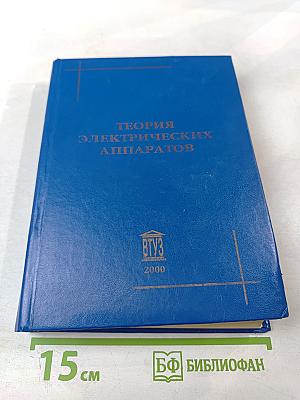 ТЕОРИЯ
ЭЛЕКТРИЧЕСКИХ
АППАРАТОВ
ВТУЗ
2000
15 см
БФ БИБЛИОФАН